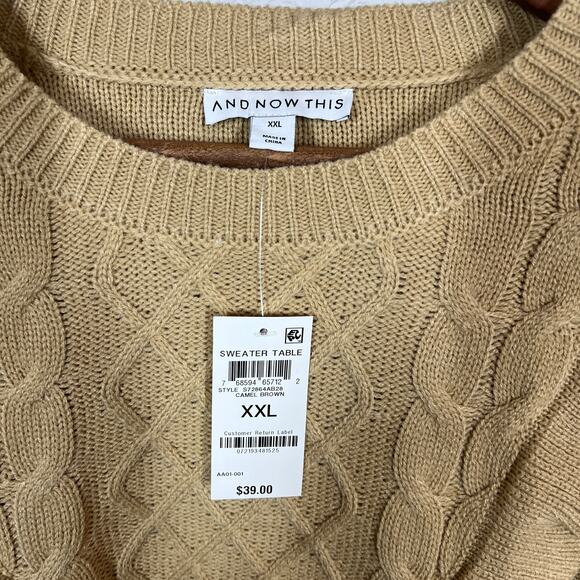 AND NOW THIS
XXL
MADE IN
CHINA
SWEATER TABLE
7 68594 65712 2
STYLE S72864AB28
CAMEL BROWN
XXL
Customer Return Label
072193481525
AA01-001
$39.00